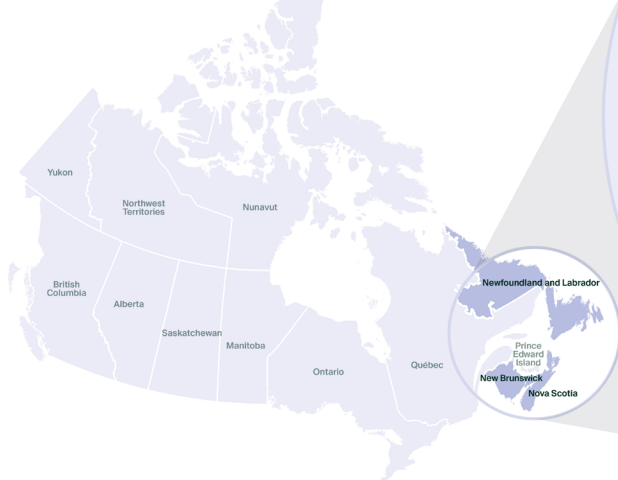 Yukon
Northwest
Territories
Nunavut
British
Columbia
Alberta
Saskatchewan
Manitoba
Ontario
Québec
Newfoundland and Labrador
Prince
Edward
Island
New Brunswick
Nova Scotia